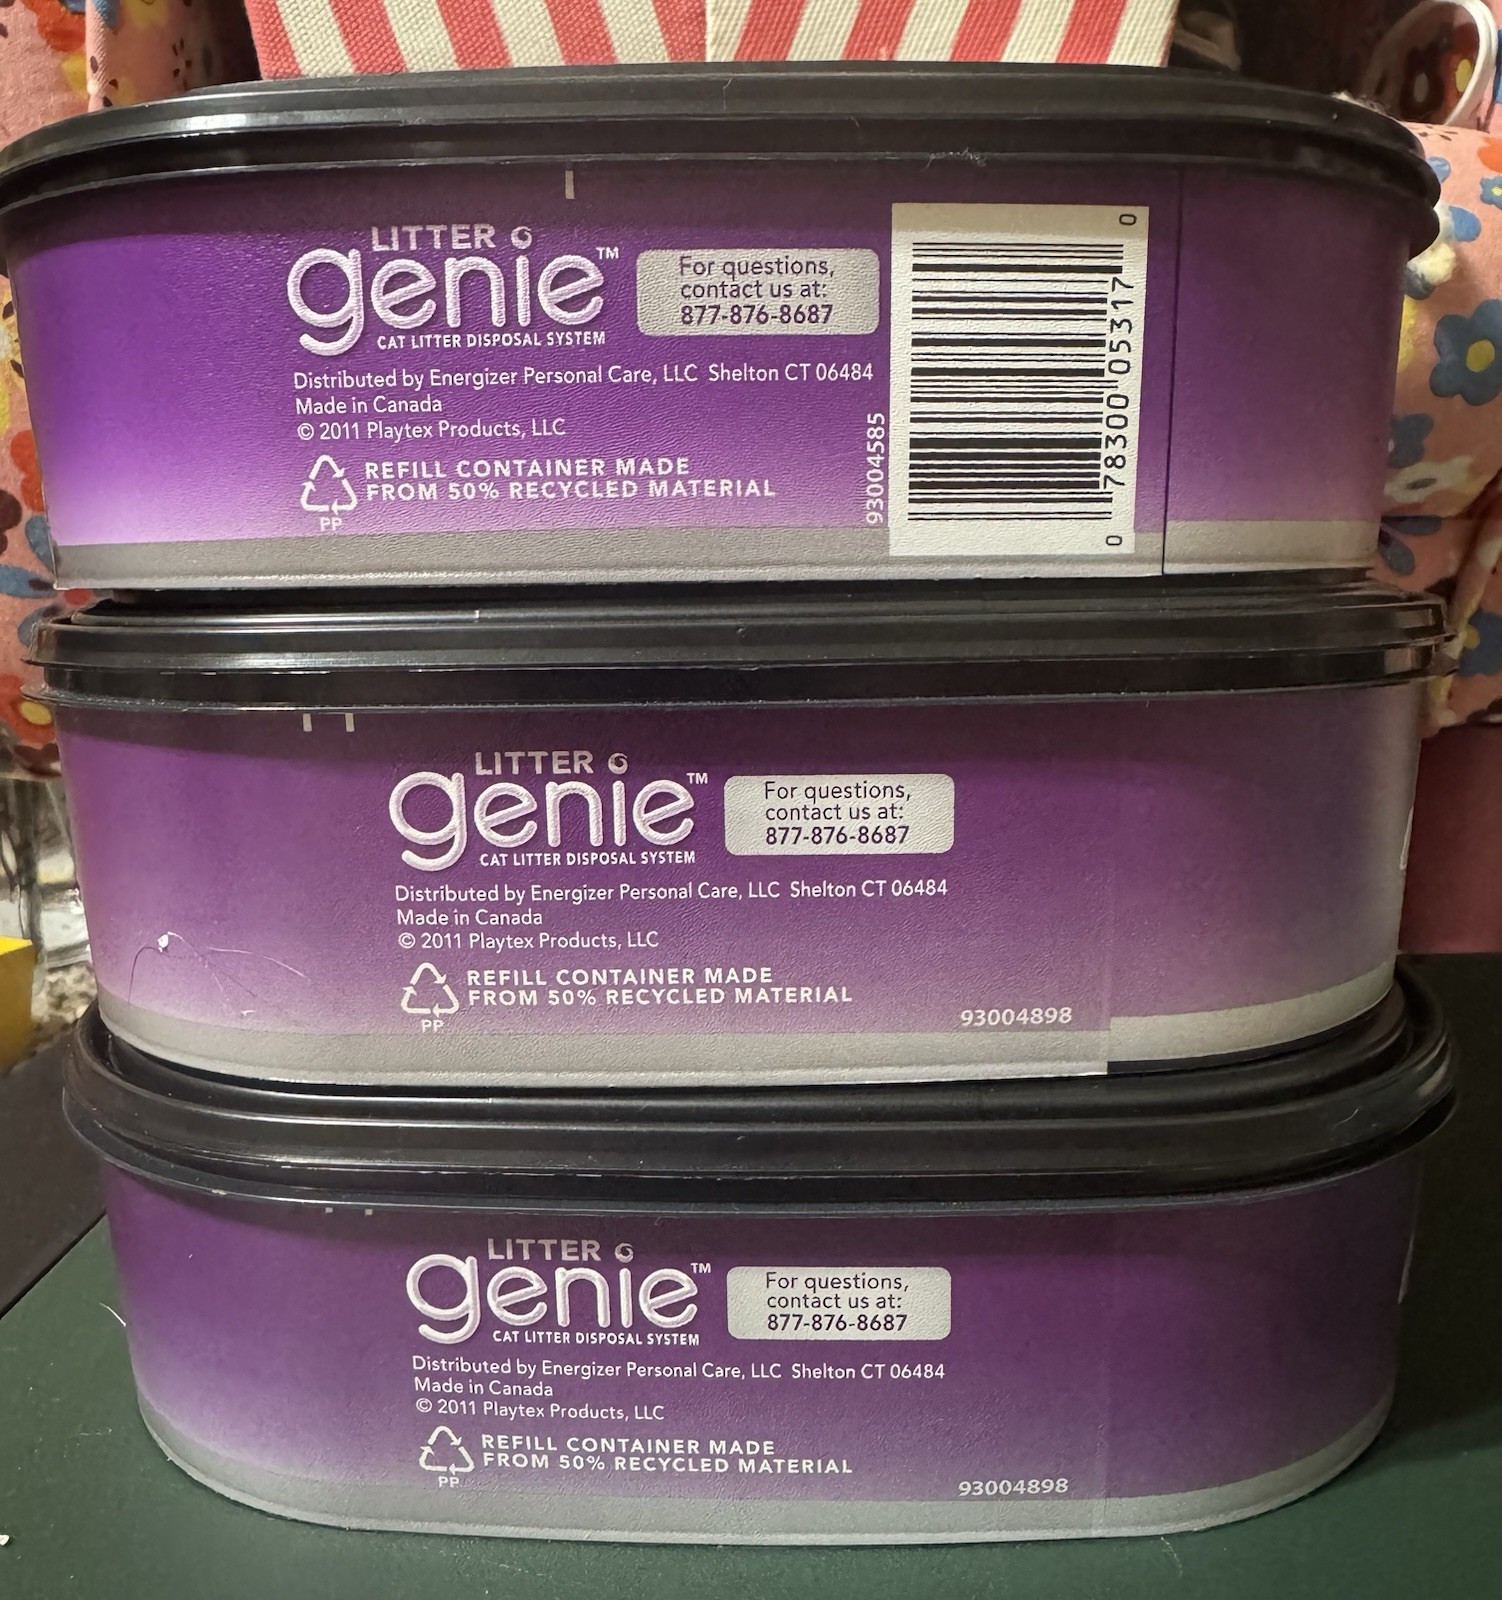 LITTER
genie™
CAT LITTER DISPOSAL SYSTEM
For questions,
contact us at:
877-876-8687
Distributed by Energizer Personal Care, LLC Shelton CT 06484
Made in Canada
© 2011 Playtex Products, LLC
REFILL CONTAINER MADE
FROM 50% RECYCLED MATERIAL
PP
93004585
0 78300 05317 0
LITTER
genie™
CAT LITTER DISPOSAL SYSTEM
For questions,
contact us at:
877-876-8687
Distributed by Energizer Personal Care, LLC Shelton CT 06484
Made in Canada
© 2011 Playtex Products, LLC
REFILL CONTAINER MADE
FROM 50% RECYCLED MATERIAL
PP
93004898
LITTER
genie™
CAT LITTER DISPOSAL SYSTEM
For questions,
contact us at:
877-876-8687
Distributed by Energizer Personal Care, LLC Shelton CT 06484
Made in Canada
© 2011 Playtex Products, LLC
REFILL CONTAINER MADE
FROM 50% RECYCLED MATERIAL
PP
93004898